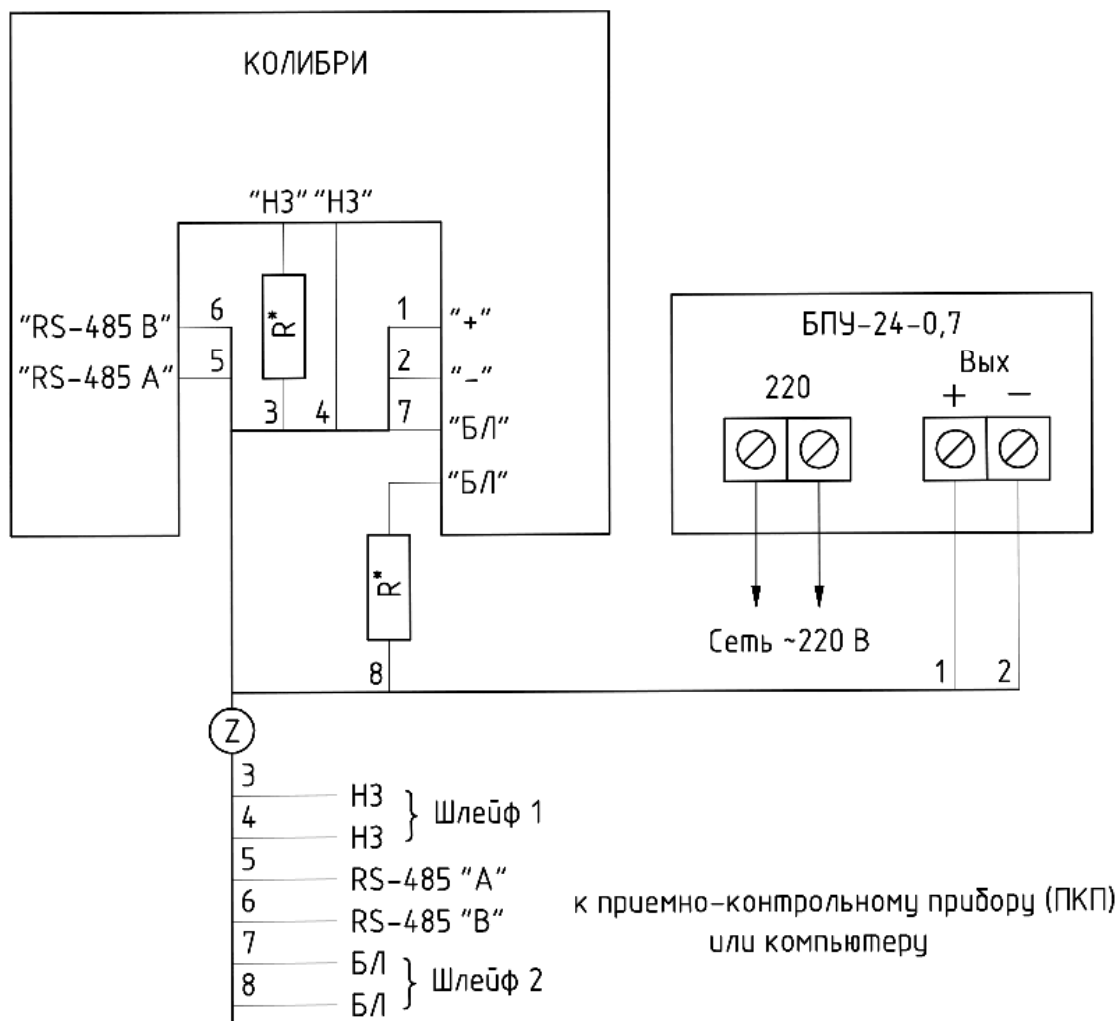 КОЛИБРИ
"НЗ" "НЗ"
"RS-485 В"
6
"RS-485 А"
5
R*
3
4
1
"+"
2
"-"
7
"БЛ"
"БЛ"
R*
8
БПУ-24-0,7
220
Вых
+ −
Сеть ~220 В
1
2
Z
3
НЗ
4
НЗ
Шлейф 1
5
RS-485 "А"
6
RS-485 "В"
7
БЛ
8
БЛ
Шлейф 2
к приемно-контрольному прибору (ПКП)
или компьютеру